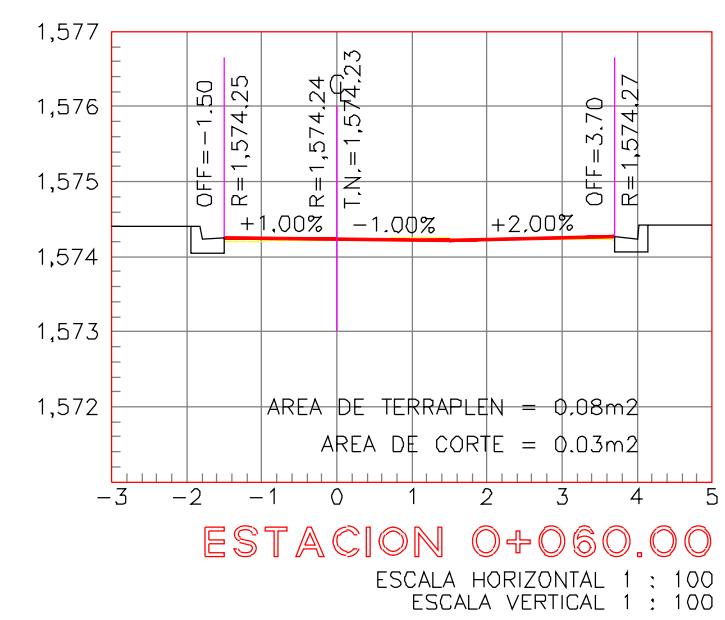 1,577
1,576
1,575
1,574
1,573
1,572
OFF=-1.50
R=1,574.25
R=1,574.24
T.N.=1,574.23
CL
OFF=3.70
R=1,574.27
+1.00% -1.00% +2.00%
AREA DE TERRAPLEN = 0.08m2
AREA DE CORTE = 0.03m2
-3 -2 -1 0 1 2 3 4 5
ESTACION 0+060.00
ESCALA HORIZONTAL 1 : 100
ESCALA VERTICAL 1 : 100